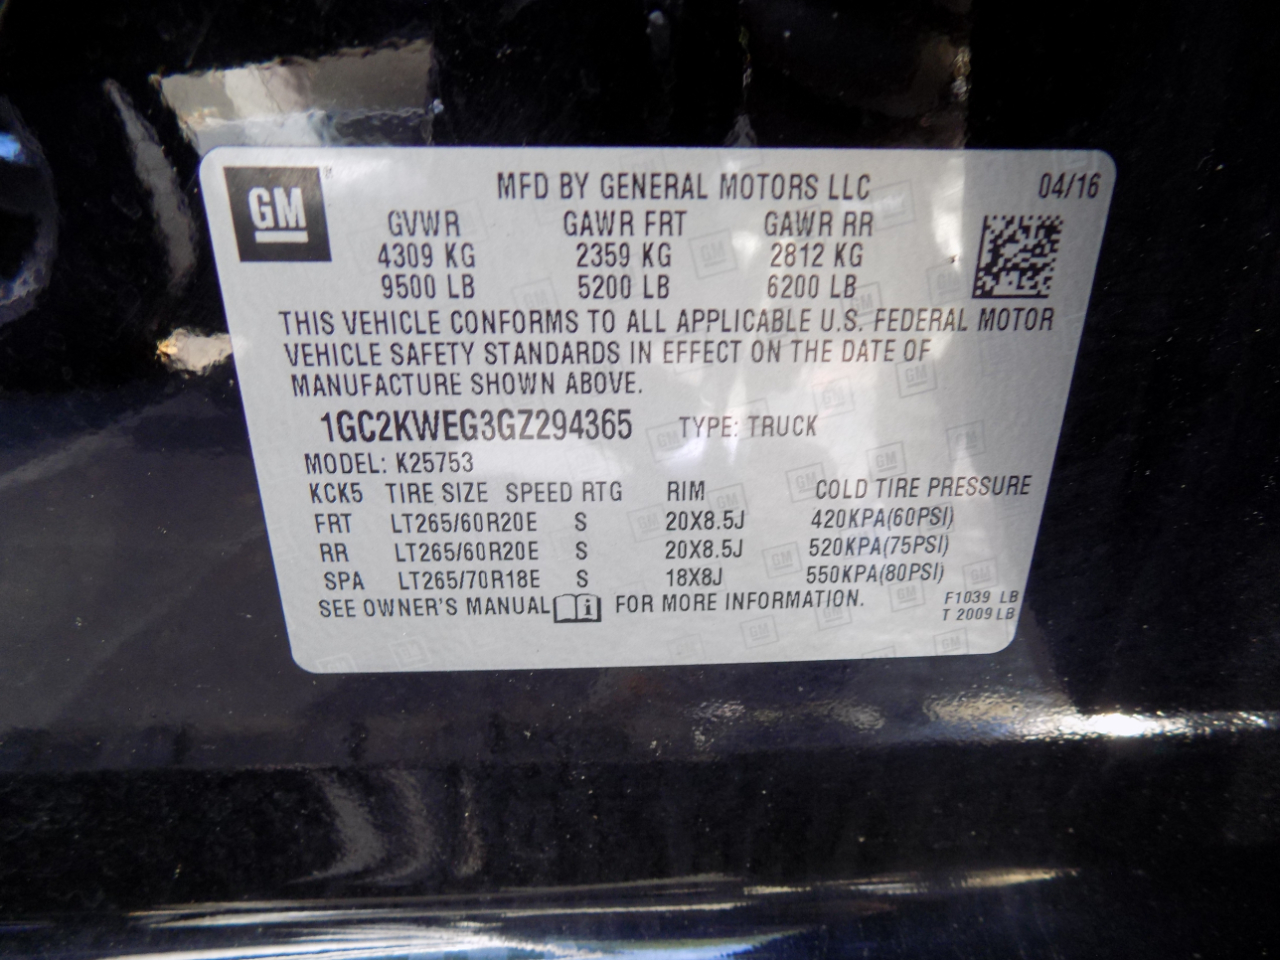 GM
MFD BY GENERAL MOTORS LLC 04/16
GVWR GAWR FRT GAWR RR
4309 KG 2359 KG 2812 KG
9500 LB 5200 LB 6200 LB
THIS VEHICLE CONFORMS TO ALL APPLICABLE U.S. FEDERAL MOTOR
VEHICLE SAFETY STANDARDS IN EFFECT ON THE DATE OF
MANUFACTURE SHOWN ABOVE.
1GC2KWEG3GZ294365 TYPE: TRUCK
MODEL: K25753
KCK5 TIRE SIZE SPEED RTG RIM COLD TIRE PRESSURE
FRT LT265/60R20E S 20X8.5J 420KPA(60PSI)
RR LT265/60R20E S 20X8.5J 520KPA(75PSI)
SPA LT265/70R18E S 18X8J 550KPA(80PSI)
SEE OWNER'S MANUAL i FOR MORE INFORMATION.
F1039 LB
T 2009 LB